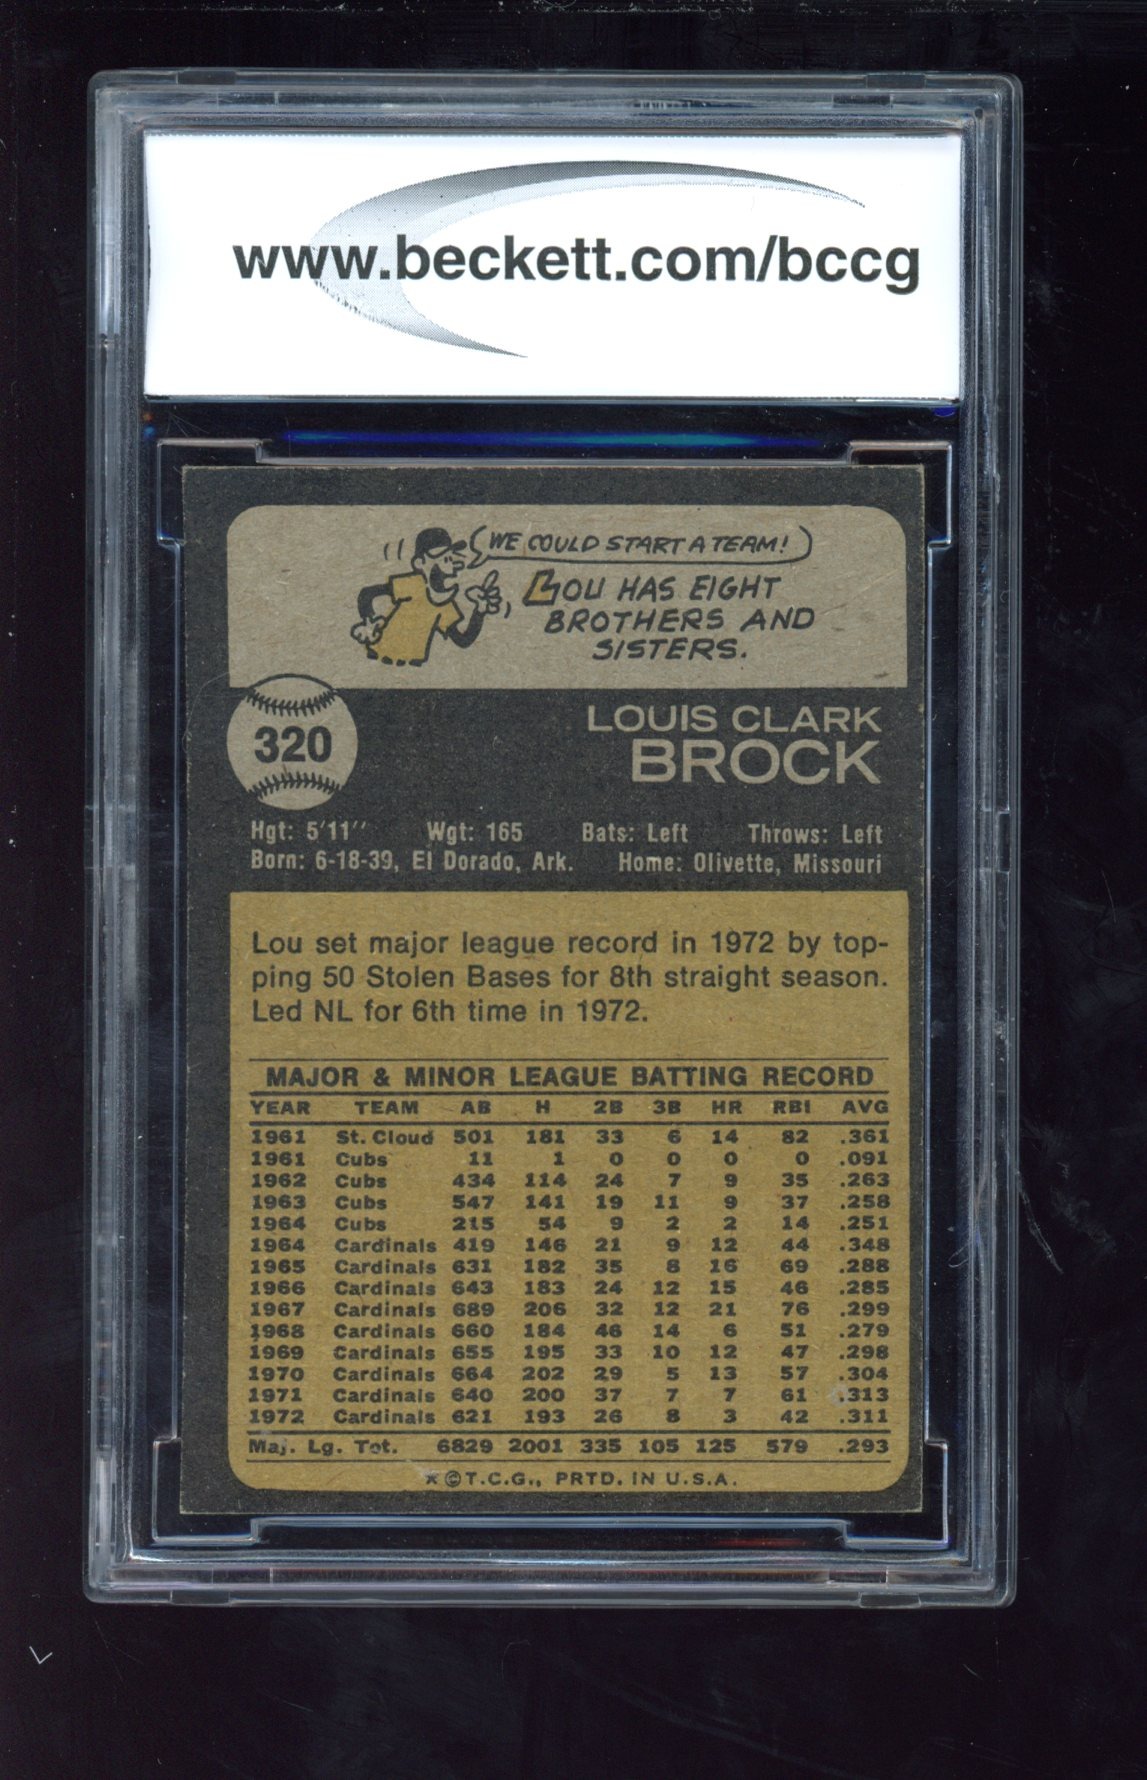 www.beckett.com/bccg
WE COULD START A TEAM!
LOU HAS EIGHT
BROTHERS AND
SISTERS.
320
LOUIS CLARK
BROCK
Hgt: 5'11'' Wgt: 165 Bats: Left Throws: Left
Born: 6-18-39, El Dorado, Ark. Home: Olivette, Missouri
Lou set major league record in 1972 by top-
ping 50 Stolen Bases for 8th straight season.
Led NL for 6th time in 1972.
MAJOR & MINOR LEAGUE BATTING RECORD
YEAR TEAM AB H 2B 3B HR RBI AVG
1961 St. Cloud 501 181 33 6 14 82 .361
1961 Cubs 11 1 0 0 0 0 .091
1962 Cubs 434 114 24 7 9 35 .263
1963 Cubs 547 141 19 11 9 37 .258
1964 Cubs 215 54 9 2 2 14 .251
1964 Cardinals 419 146 21 9 12 44 .348
1965 Cardinals 631 182 35 8 16 69 .288
1966 Cardinals 643 183 24 12 15 46 .285
1967 Cardinals 689 206 32 12 21 76 .299
1968 Cardinals 660 184 46 14 6 51 .279
1969 Cardinals 655 195 33 10 12 47 .298
1970 Cardinals 664 202 29 5 13 57 .304
1971 Cardinals 640 200 37 7 7 61 .313
1972 Cardinals 621 193 26 8 3 42 .311
Maj. Lg. Tot. 6829 2001 335 105 125 579 .293
* © T.C.G., PRTD. IN U.S.A.